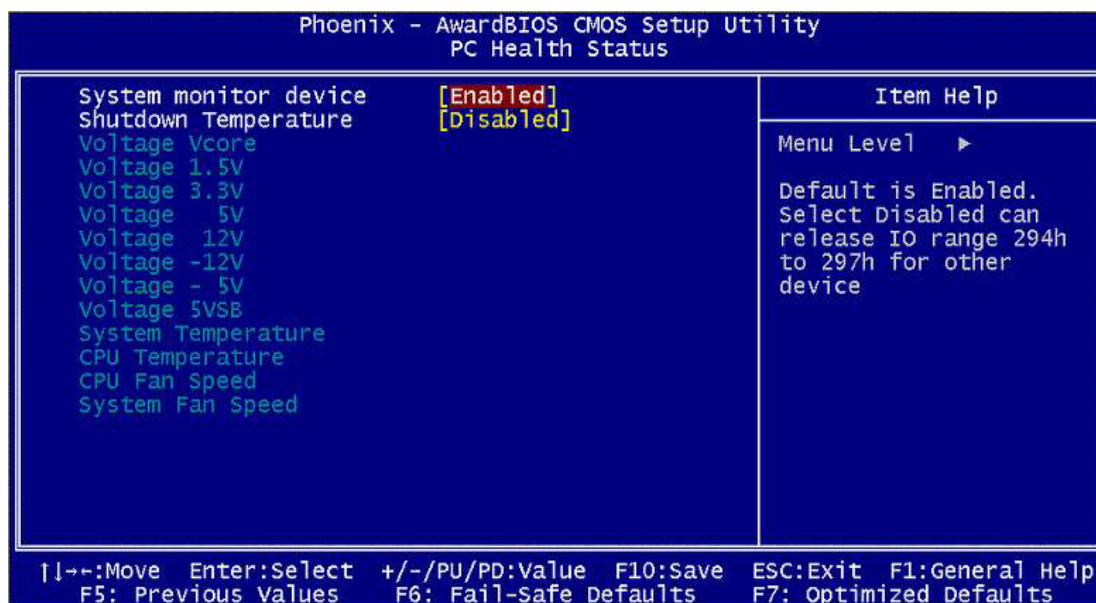 Phoenix - AwardBIOS CMOS Setup Utility
PC Health Status
System monitor device [Enabled]
Shutdown Temperature [Disabled]
Voltage Vcore
Voltage 1.5V
Voltage 3.3V
Voltage 5V
Voltage 12V
Voltage -12V
Voltage - 5V
Voltage 5VSB
System Temperature
CPU Temperature
CPU Fan Speed
System Fan Speed
Item Help
Menu Level ▶
Default is Enabled.
Select Disabled can
release IO range 294h
to 297h for other
device
↑↓→←:Move Enter:Select +/-/PU/PD:Value F10:Save ESC:Exit F1:General Help
F5: Previous Values F6: Fail-Safe Defaults F7: Optimized Defaults